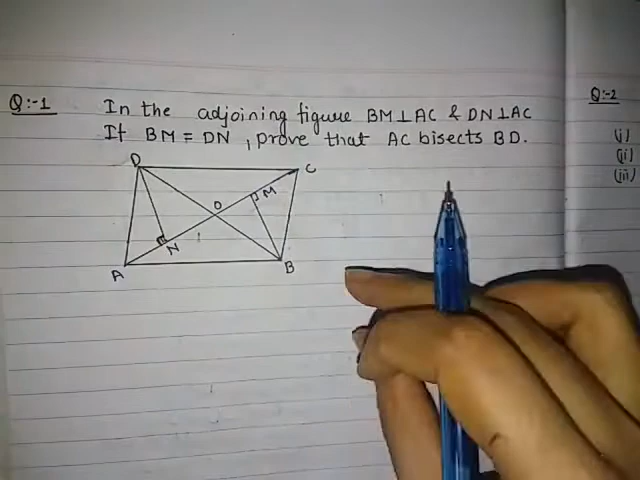 Q:-1 In the adjoining figure BM⊥AC & DN⊥AC
If BM = DN, prove that AC bisects BD.
D C
M
O
N
A B
Q:-2
(i)
(ii)
(iii)